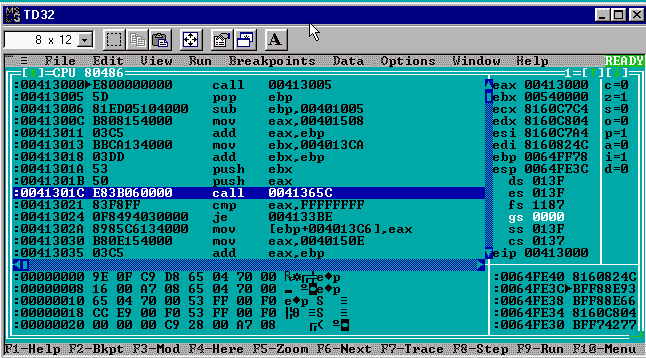 TD32
8 x 12
A
≡ File Edit View Run Breakpoints Data Options Window Help READY
CPU 80486 1
:00413000►E800000000 call 00413005 eax 00413000 c=0
:00413005 5D pop ebp ebx 00540000 z=1
:00413006 81ED05104000 sub ebp,00401005 ecx 8160C7C4 s=0
:0041300C B808154000 mov eax,00401508 edx 8160C804 o=0
:00413011 03C5 add eax,ebp esi 8160C7A4 p=1
:00413013 BBCA134000 mov ebx,004013CA edi 8160824C a=0
:00413018 03DD add ebx,ebp ebp 0064FF78 i=1
:0041301A 53 push ebx esp 0064FE3C d=0
:0041301B 50 push eax ds 013F
:0041301C E83B060000 call 0041365C es 013F
:00413021 83F8FF cmp eax,FFFFFFFF fs 1187
:00413024 0F8494030000 je 004133BE gs 0000
:0041302A 8985C6134000 mov [ebp+004013C6],eax ss 013F
:00413030 B80E154000 mov eax,0040150E cs 0137
:00413035 03C5 add eax,ebp eip 00413000
:00000000 9E 0F C9 D8 65 04 70 00 :0064FE40 8160824C
:00000008 16 00 A7 08 65 04 70 00 :0064FE3C►BFF88E93
:00000010 65 04 70 00 53 FF 00 F0 e♦p S ≡ :0064FE38 BFF88E66
:00000018 CC E9 00 F0 53 FF 00 F0 :0064FE34 8160C804
:00000020 00 00 00 00 C9 28 00 A7 08 :0064FE30 BFF74277
F1-Help F2-Bkpt F3-Mod F4-Here F5-Zoom F6-Next F7-Trace F8-Step F9-Run F10-Menu